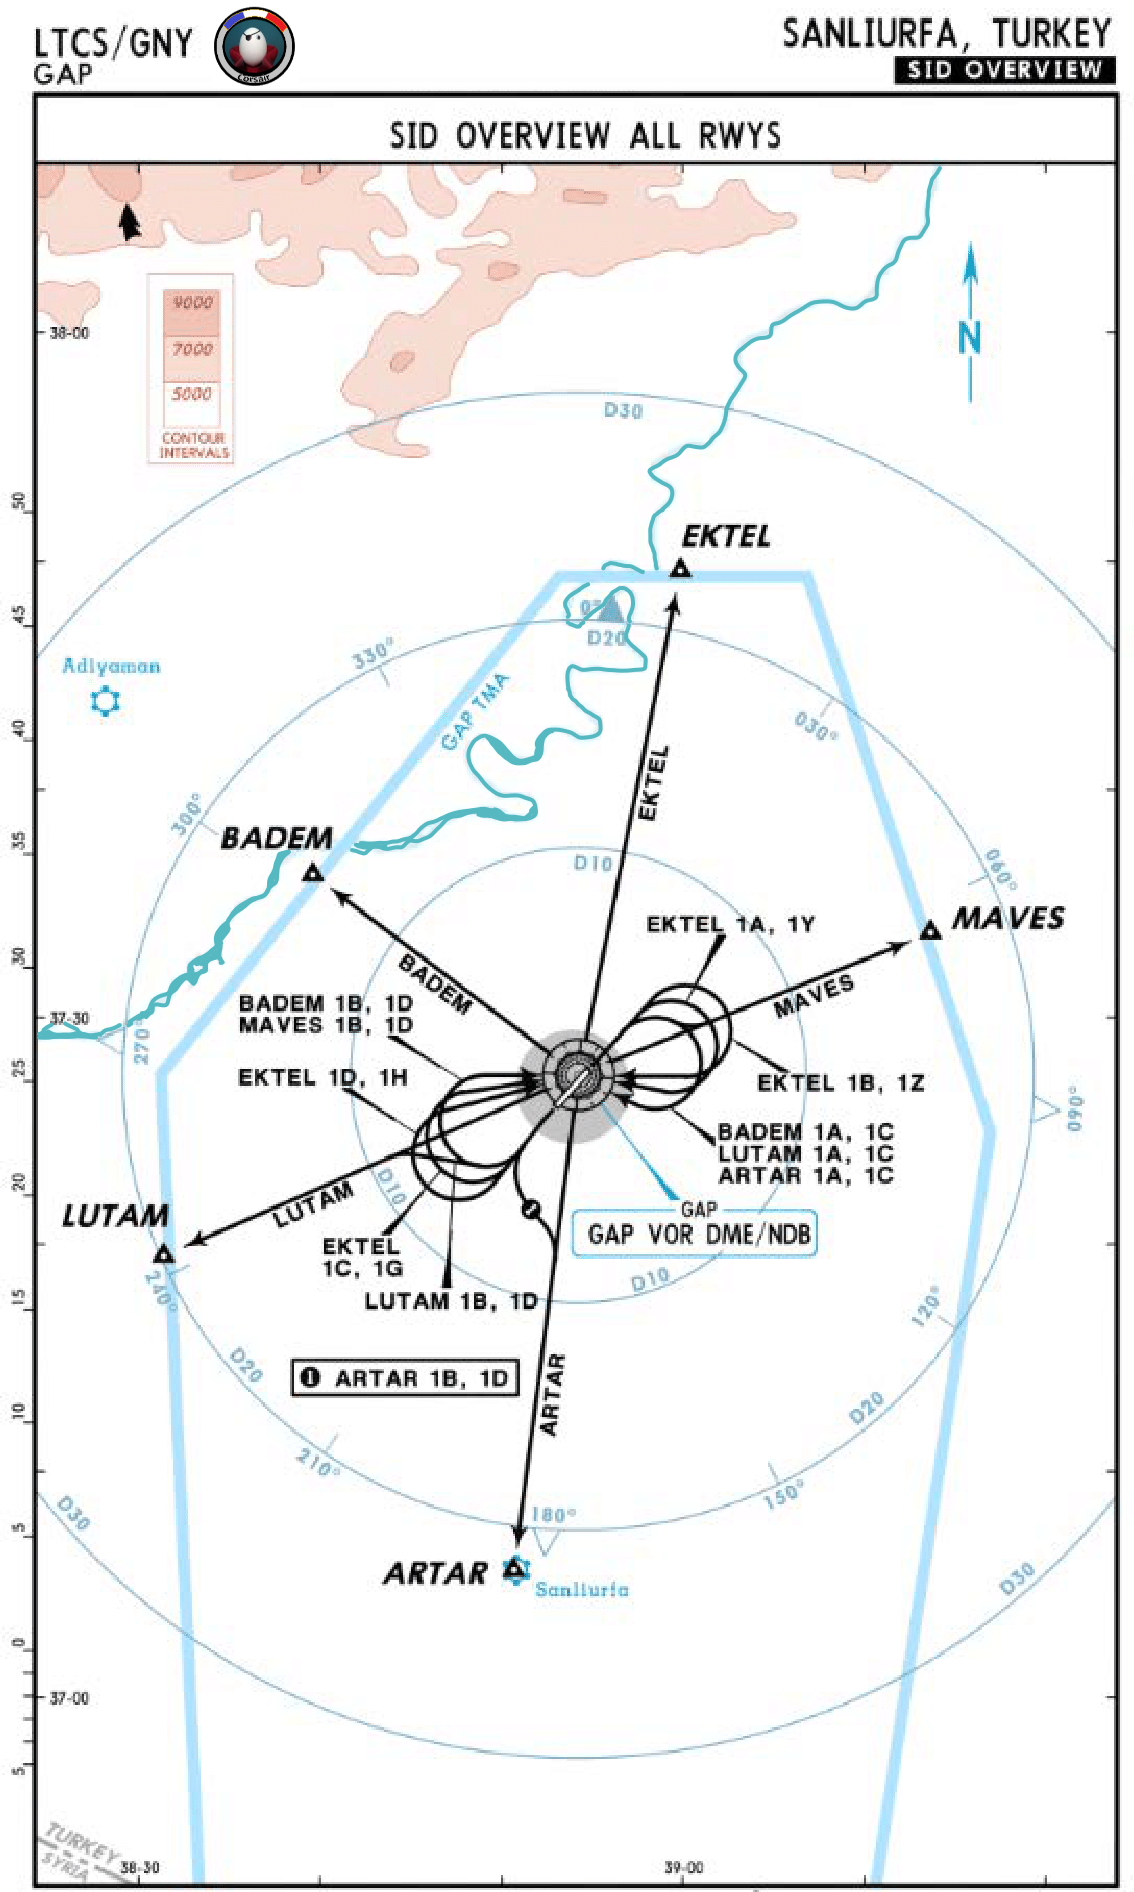 LTCS/GNY
GAP
Corsair
SANLIURFA, TURKEY
SID OVERVIEW
SID OVERVIEW ALL RWYS
9000
7000
5000
CONTOUR
INTERVALS
38-00
N
D30
50
EKTEL
45
D20
330°
Adiyaman
GAP TMA
030°
40
EKTEL
300°
BADEM
35
D10
060°
MAVES
EKTEL 1A, 1Y
30
BADEM
MAVES
BADEM 1B, 1D
MAVES 1B, 1D
37-30
270°
25
EKTEL 1D, 1H
EKTEL 1B, 1Z
090°
BADEM 1A, 1C
LUTAM 1A, 1C
ARTAR 1A, 1C
20
D10
LUTAM
LUTAM
GAP
GAP VOR DME/NDB
EKTEL
1C, 1G
D10
240°
LUTAM 1B, 1D
15
120°
D20
ARTAR
1 ARTAR 1B, 1D
D20
10
210°
150°
D30
180°
5
ARTAR
Sanliurfa
D30
0
37-00
5
TURKEY
SYRIA
38-30
39-00